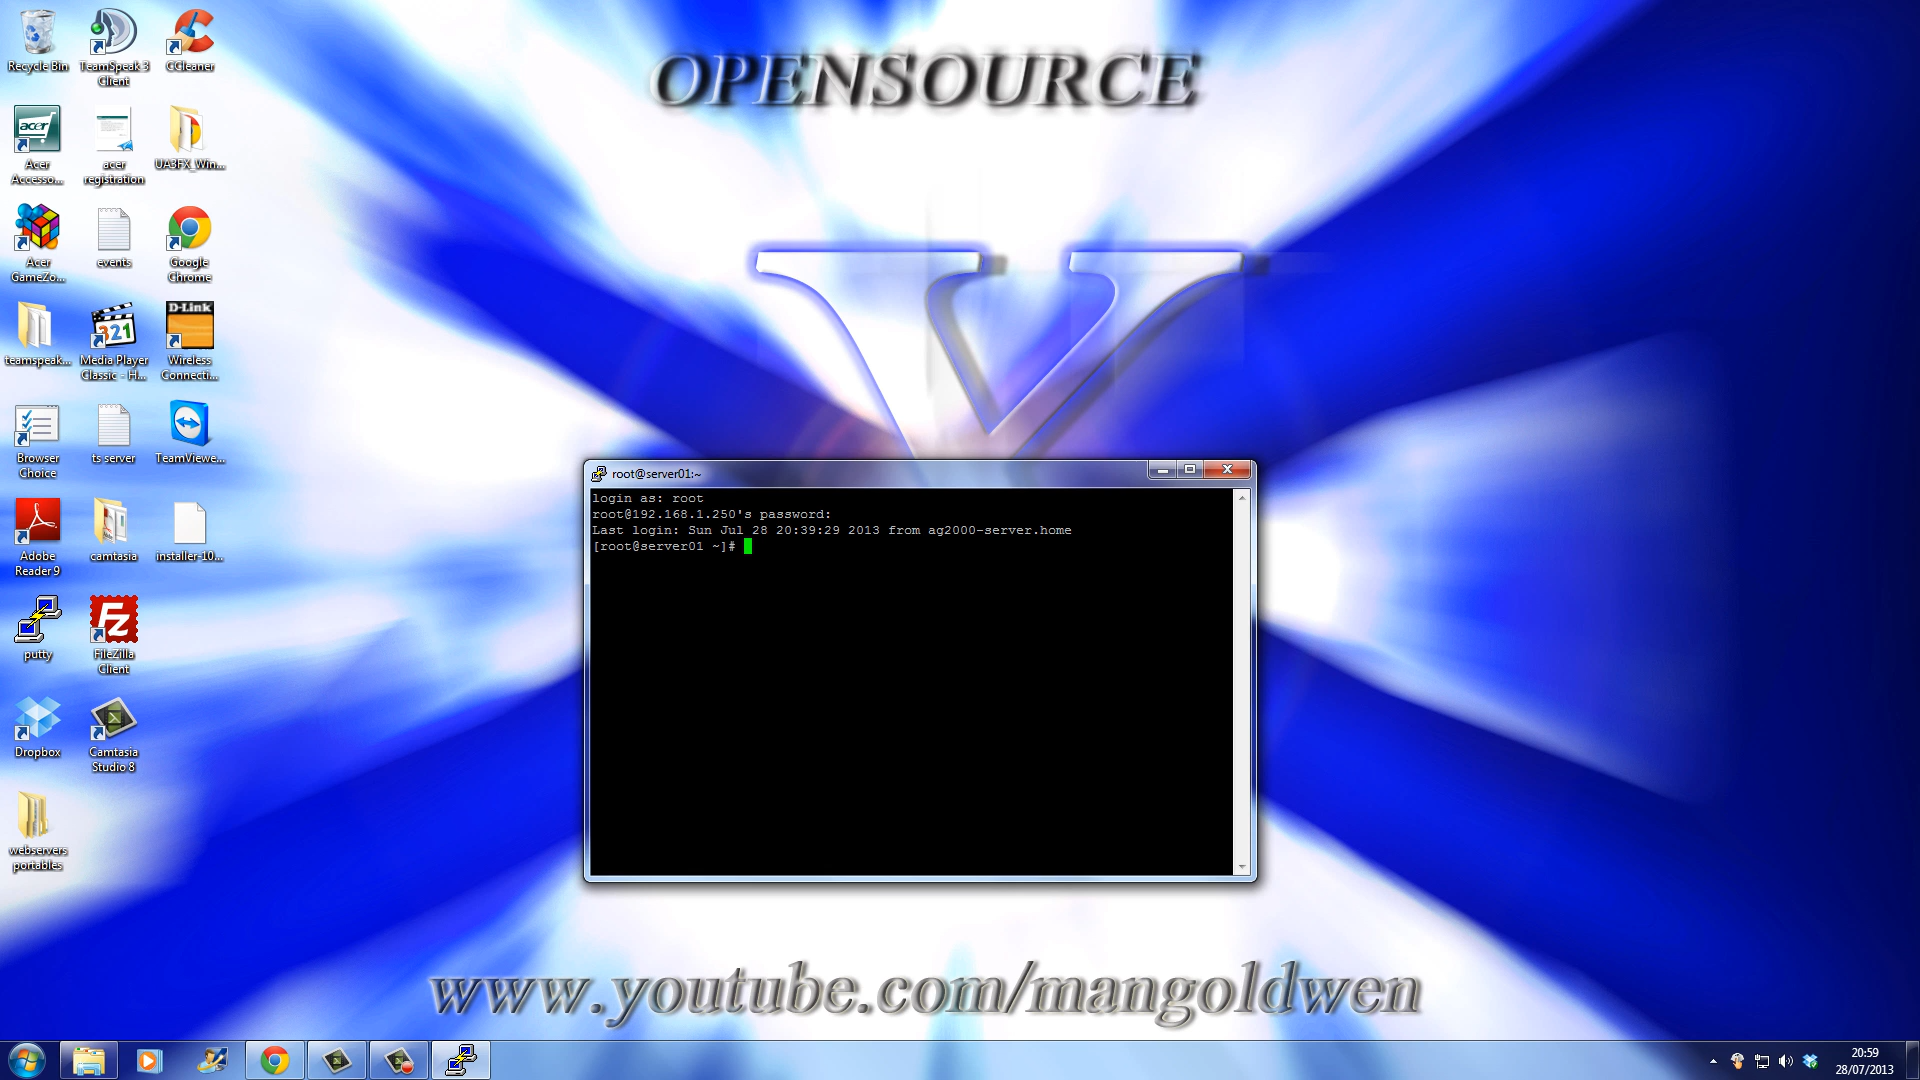 OPENSOURCE
V
www.youtube.com/mangoldwen
Recycle Bin
TeamSpeak 3
Client
CCleaner
acer
Acer
Accesso...
acer
registration
UA3FX_Win...
Acer
GameZo...
events
Google
Chrome
teamspeak...
321
Media Player
Classic - H...
D-Link
Wireless
Connecti...
Browser
Choice
ts server
TeamViewe...
Adobe
Reader 9
camtasia
installer-10...
putty
FZ
FileZilla
Client
Dropbox
Camtasia
Studio 8
webservers
portables
root@server01:~
login as: root
root@192.168.1.250's password:
Last login: Sun Jul 28 20:39:29 2013 from ag2000-server.home
[root@server01 ~]#
20:59
28/07/2013